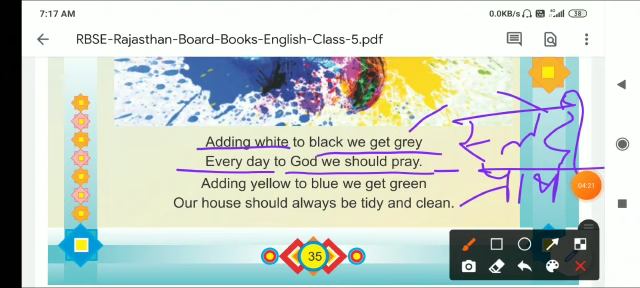 7:17 AM
0.0KB/s
38
RBSE-Rajasthan-Board-Books-English-Class-5.pdf
Adding white to black we get grey
Every day to God we should pray.
Adding yellow to blue we get green
Our house should always be tidy and clean.
04:21
35